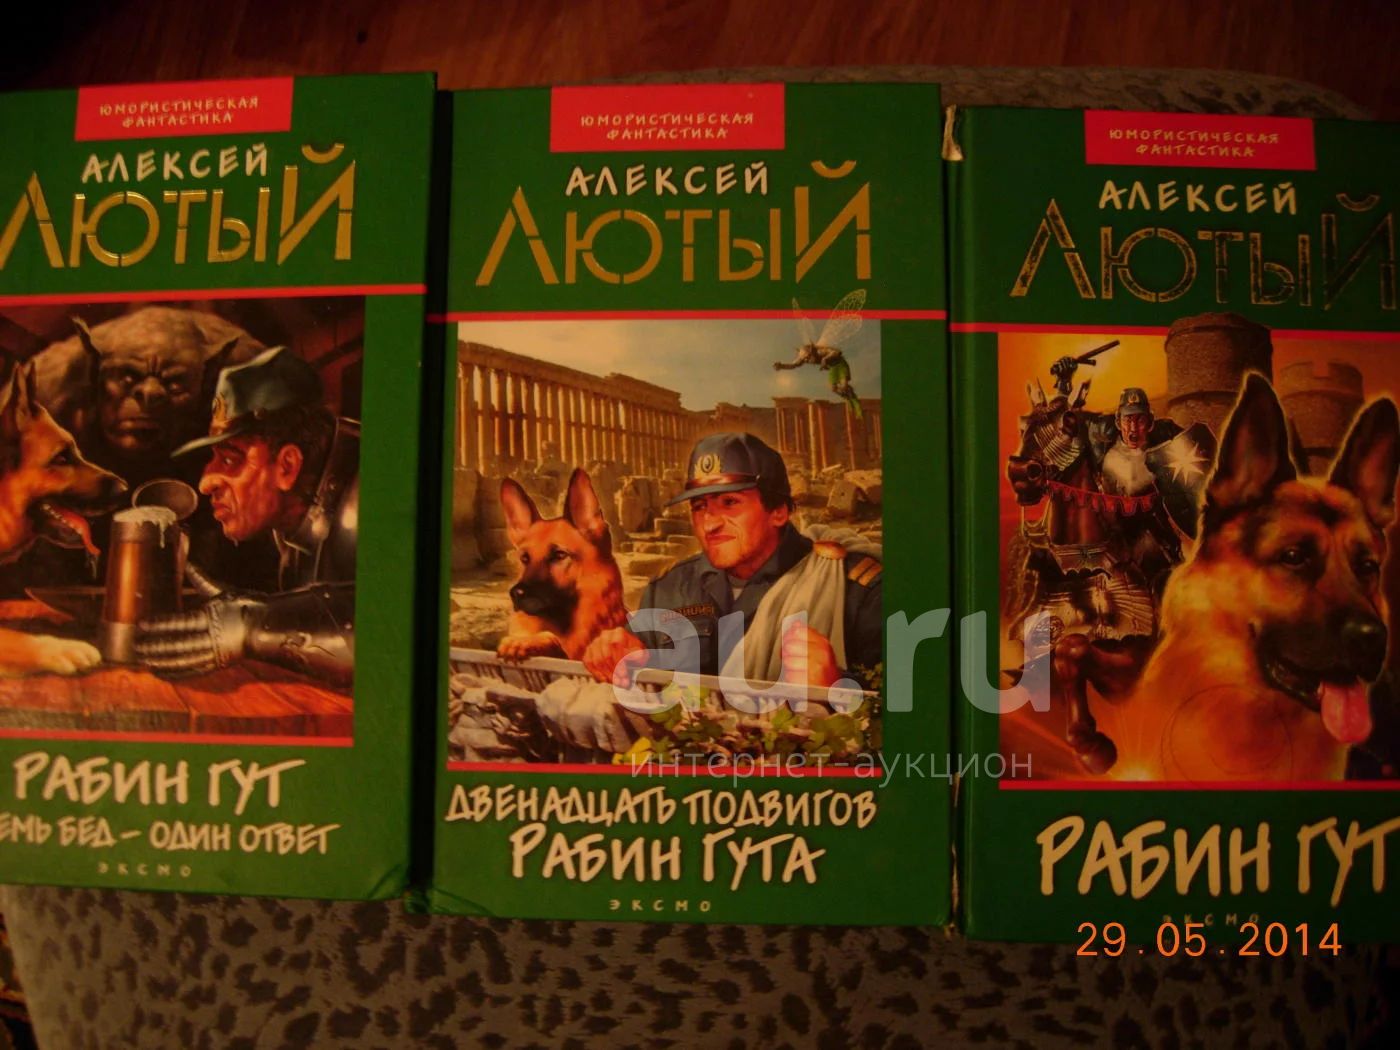 ЮМОРИСТИЧЕСКАЯ
ФАНТАСТИКА
АЛЕКСЕЙ
ЛЮТЫЙ
РАБИН ГУТ
ЕМЬ БЕД – ОДИН ОТВЕТ
ЭКСМО
ЮМОРИСТИЧЕСКАЯ
ФАНТАСТИКА
АЛЕКСЕЙ
ЛЮТЫЙ
ДВЕНАДЦАТЬ ПОДВИГОВ
РАБИН ГУТА
ЭКСМО
ЮМОРИСТИЧЕСКАЯ
ФАНТАСТИКА
АЛЕКСЕЙ
ЛЮТЫЙ
РАБИН ГУТ
ЭКСМО
au.ru
интернет-аукцион
29.05.2014